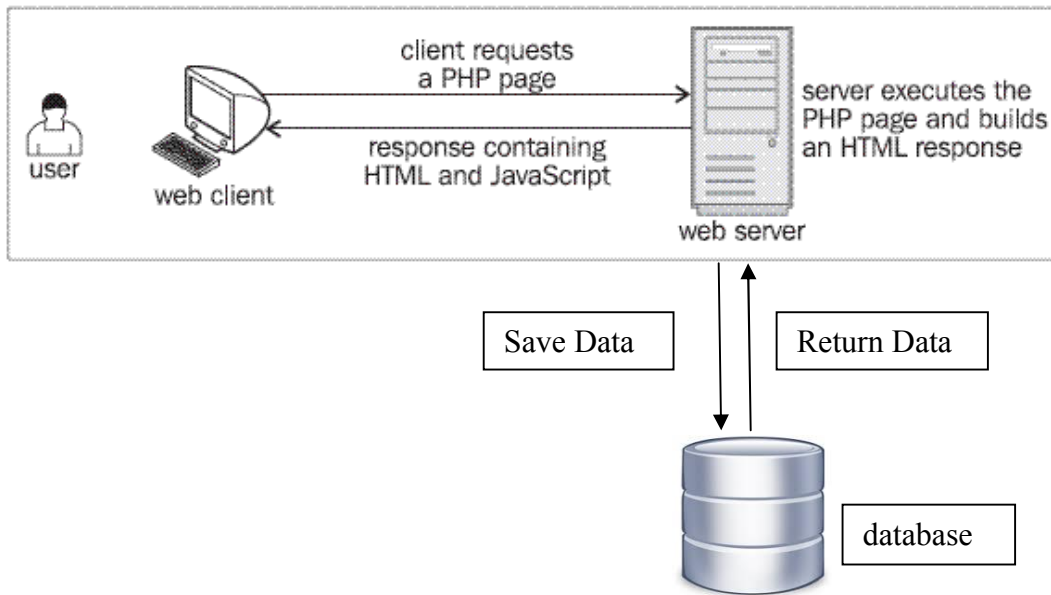 client requests
a PHP page
server executes the
PHP page and builds
an HTML response
response containing
HTML and JavaScript
user
web client
web server
Save Data
Return Data
database